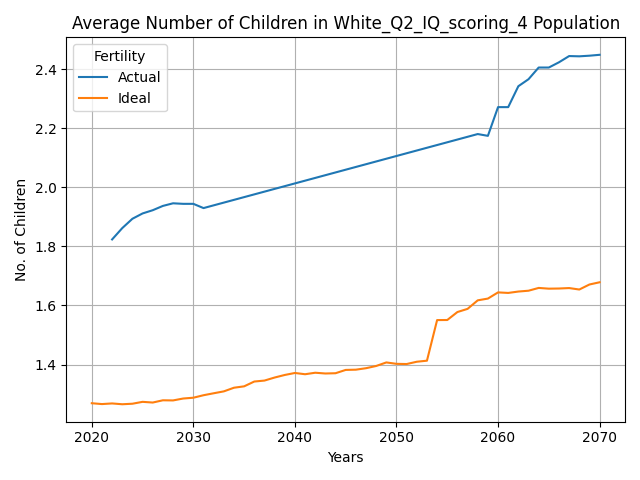 Average Number of Children in White_Q2_IQ_scoring_4 Population
Fertility
Actual
Ideal
No. of Children
2.4
2.2
2.0
1.8
1.6
1.4
2020 2030 2040 2050 2060 2070
Years